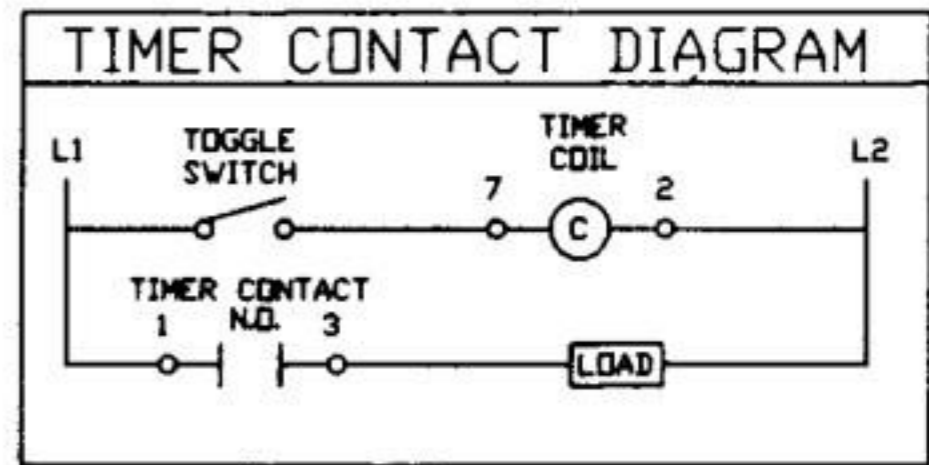 TIMER CONTACT DIAGRAM
L1
TOGGLE
SWITCH
TIMER
COIL
L2
7
C
2
TIMER CONTACT
N.O.
1
3
LOAD